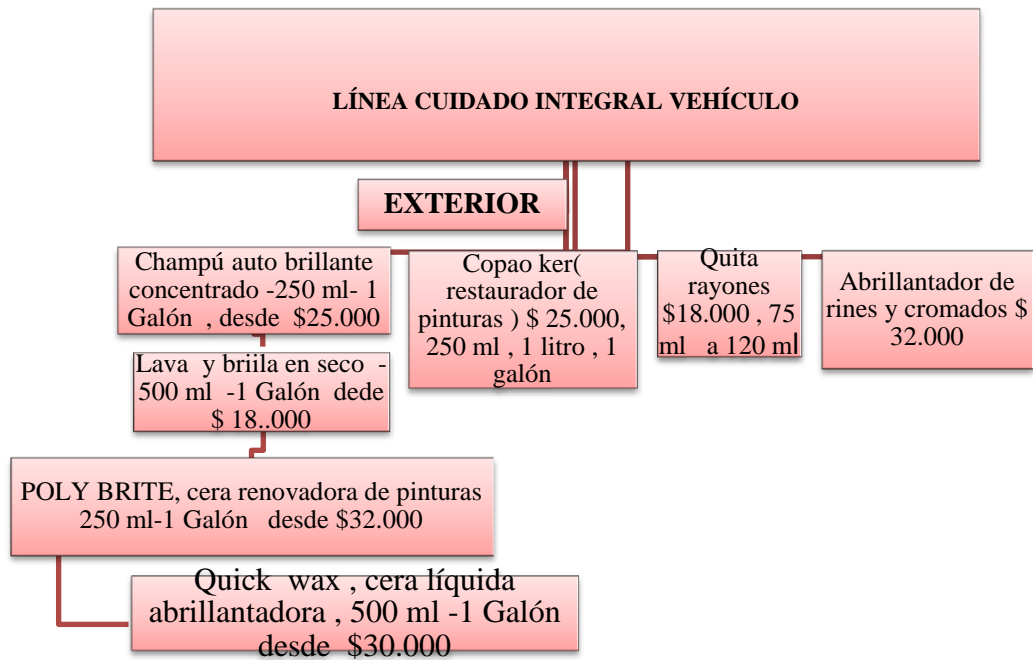 LÍNEA CUIDADO INTEGRAL VEHÍCULO
EXTERIOR
Champú auto brillante
concentrado -250 ml- 1
Galón , desde $25.000
Copao ker(
restaurador de
pinturas ) $ 25.000,
250 ml , 1 litro , 1
galón
Quita
rayones
$18.000 , 75
ml a 120 ml
Abrillantador de
rines y cromados $
32.000
Lava y briila en seco -
500 ml -1 Galón dede
$ 18..000
POLY BRITE, cera renovadora de pinturas
250 ml-1 Galón desde $32.000
Quick wax , cera líquida
abrillantadora , 500 ml -1 Galón
desde $30.000